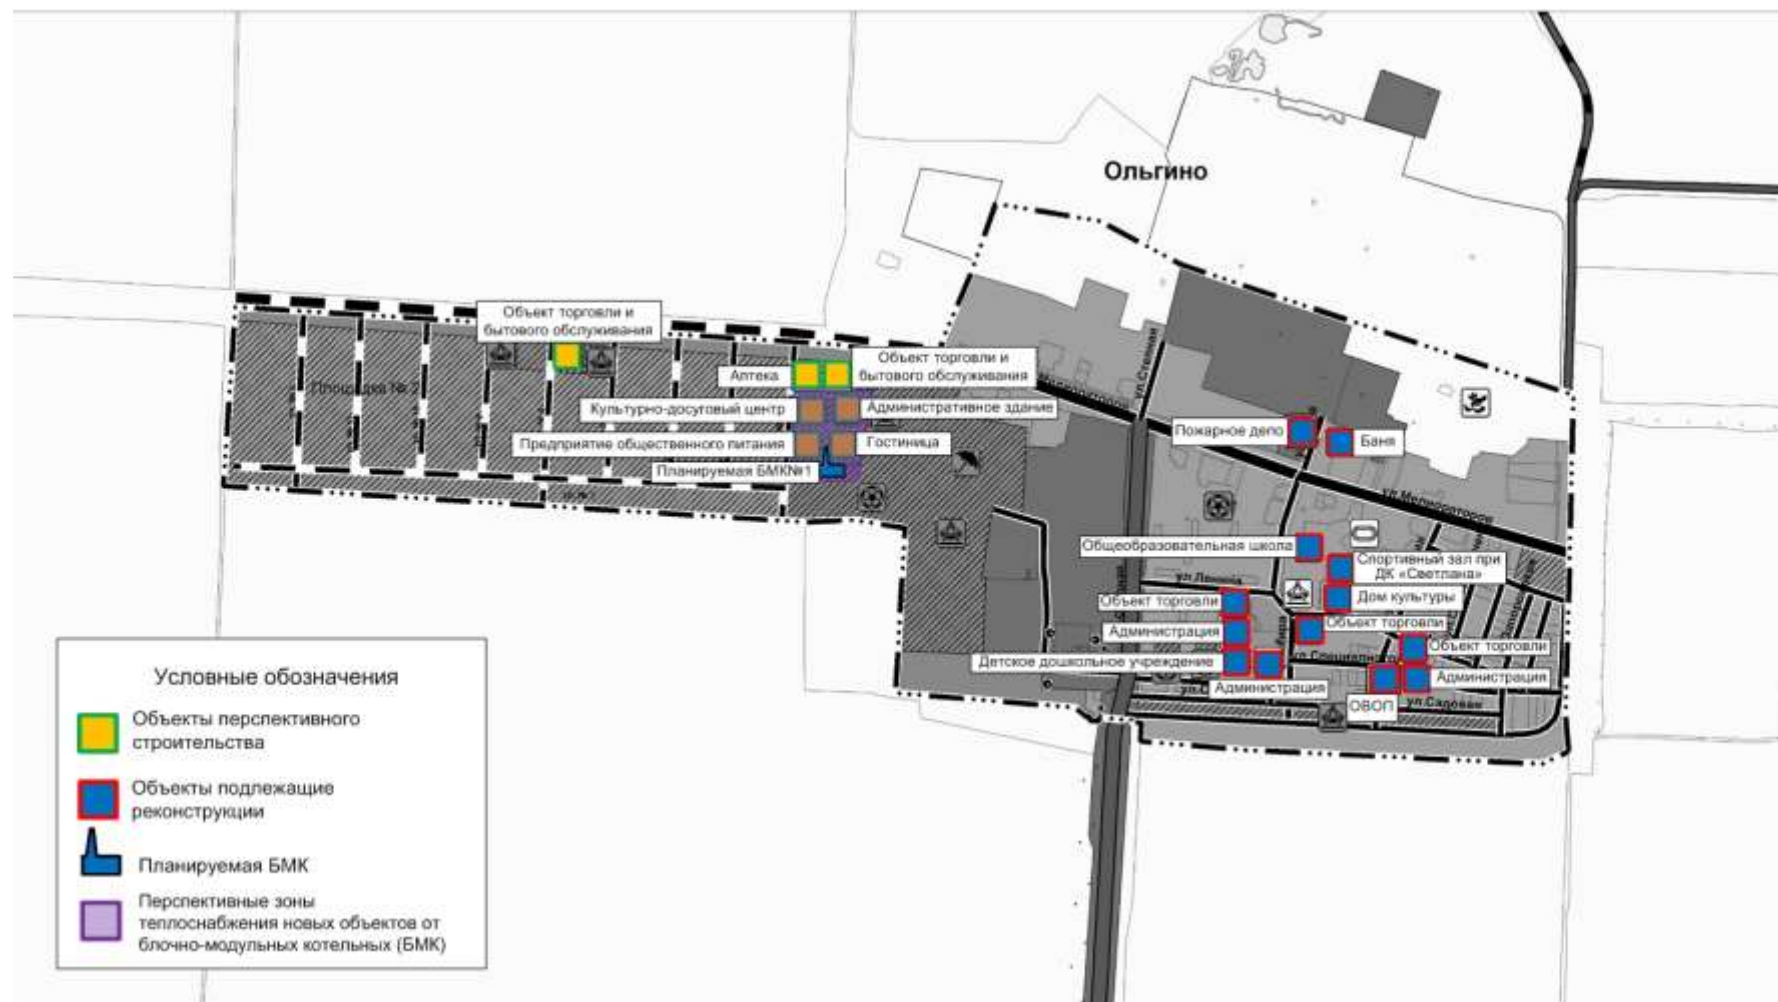 Ольгино
Объект торговли и
бытового обслуживания
Площадка № 2
Аптека
Объект торговли и
бытового обслуживания
Культурно-досуговый центр
Административное здание
Предприятие общественного питания
Гостиница
Планируемая БМК№1
ул.Степная
Пожарное депо
Баня
ул.Мелиораторов
Общеобразовательная школа
Спортивный зал при
ДК «Светлана»
ул.Ленина
Дом культуры
Объект торговли
Объект торговли
Администрация
Объект торговли
Детское дошкольное учреждение
Администрация
Администрация
ОВОП
ул.Садовая
Условные обозначения
Объекты перспективного
строительства
Объекты подлежащие
реконструкции
Планируемая БМК
Перспективные зоны
теплоснабжения новых объектов от
блочно-модульных котельных (БМК)